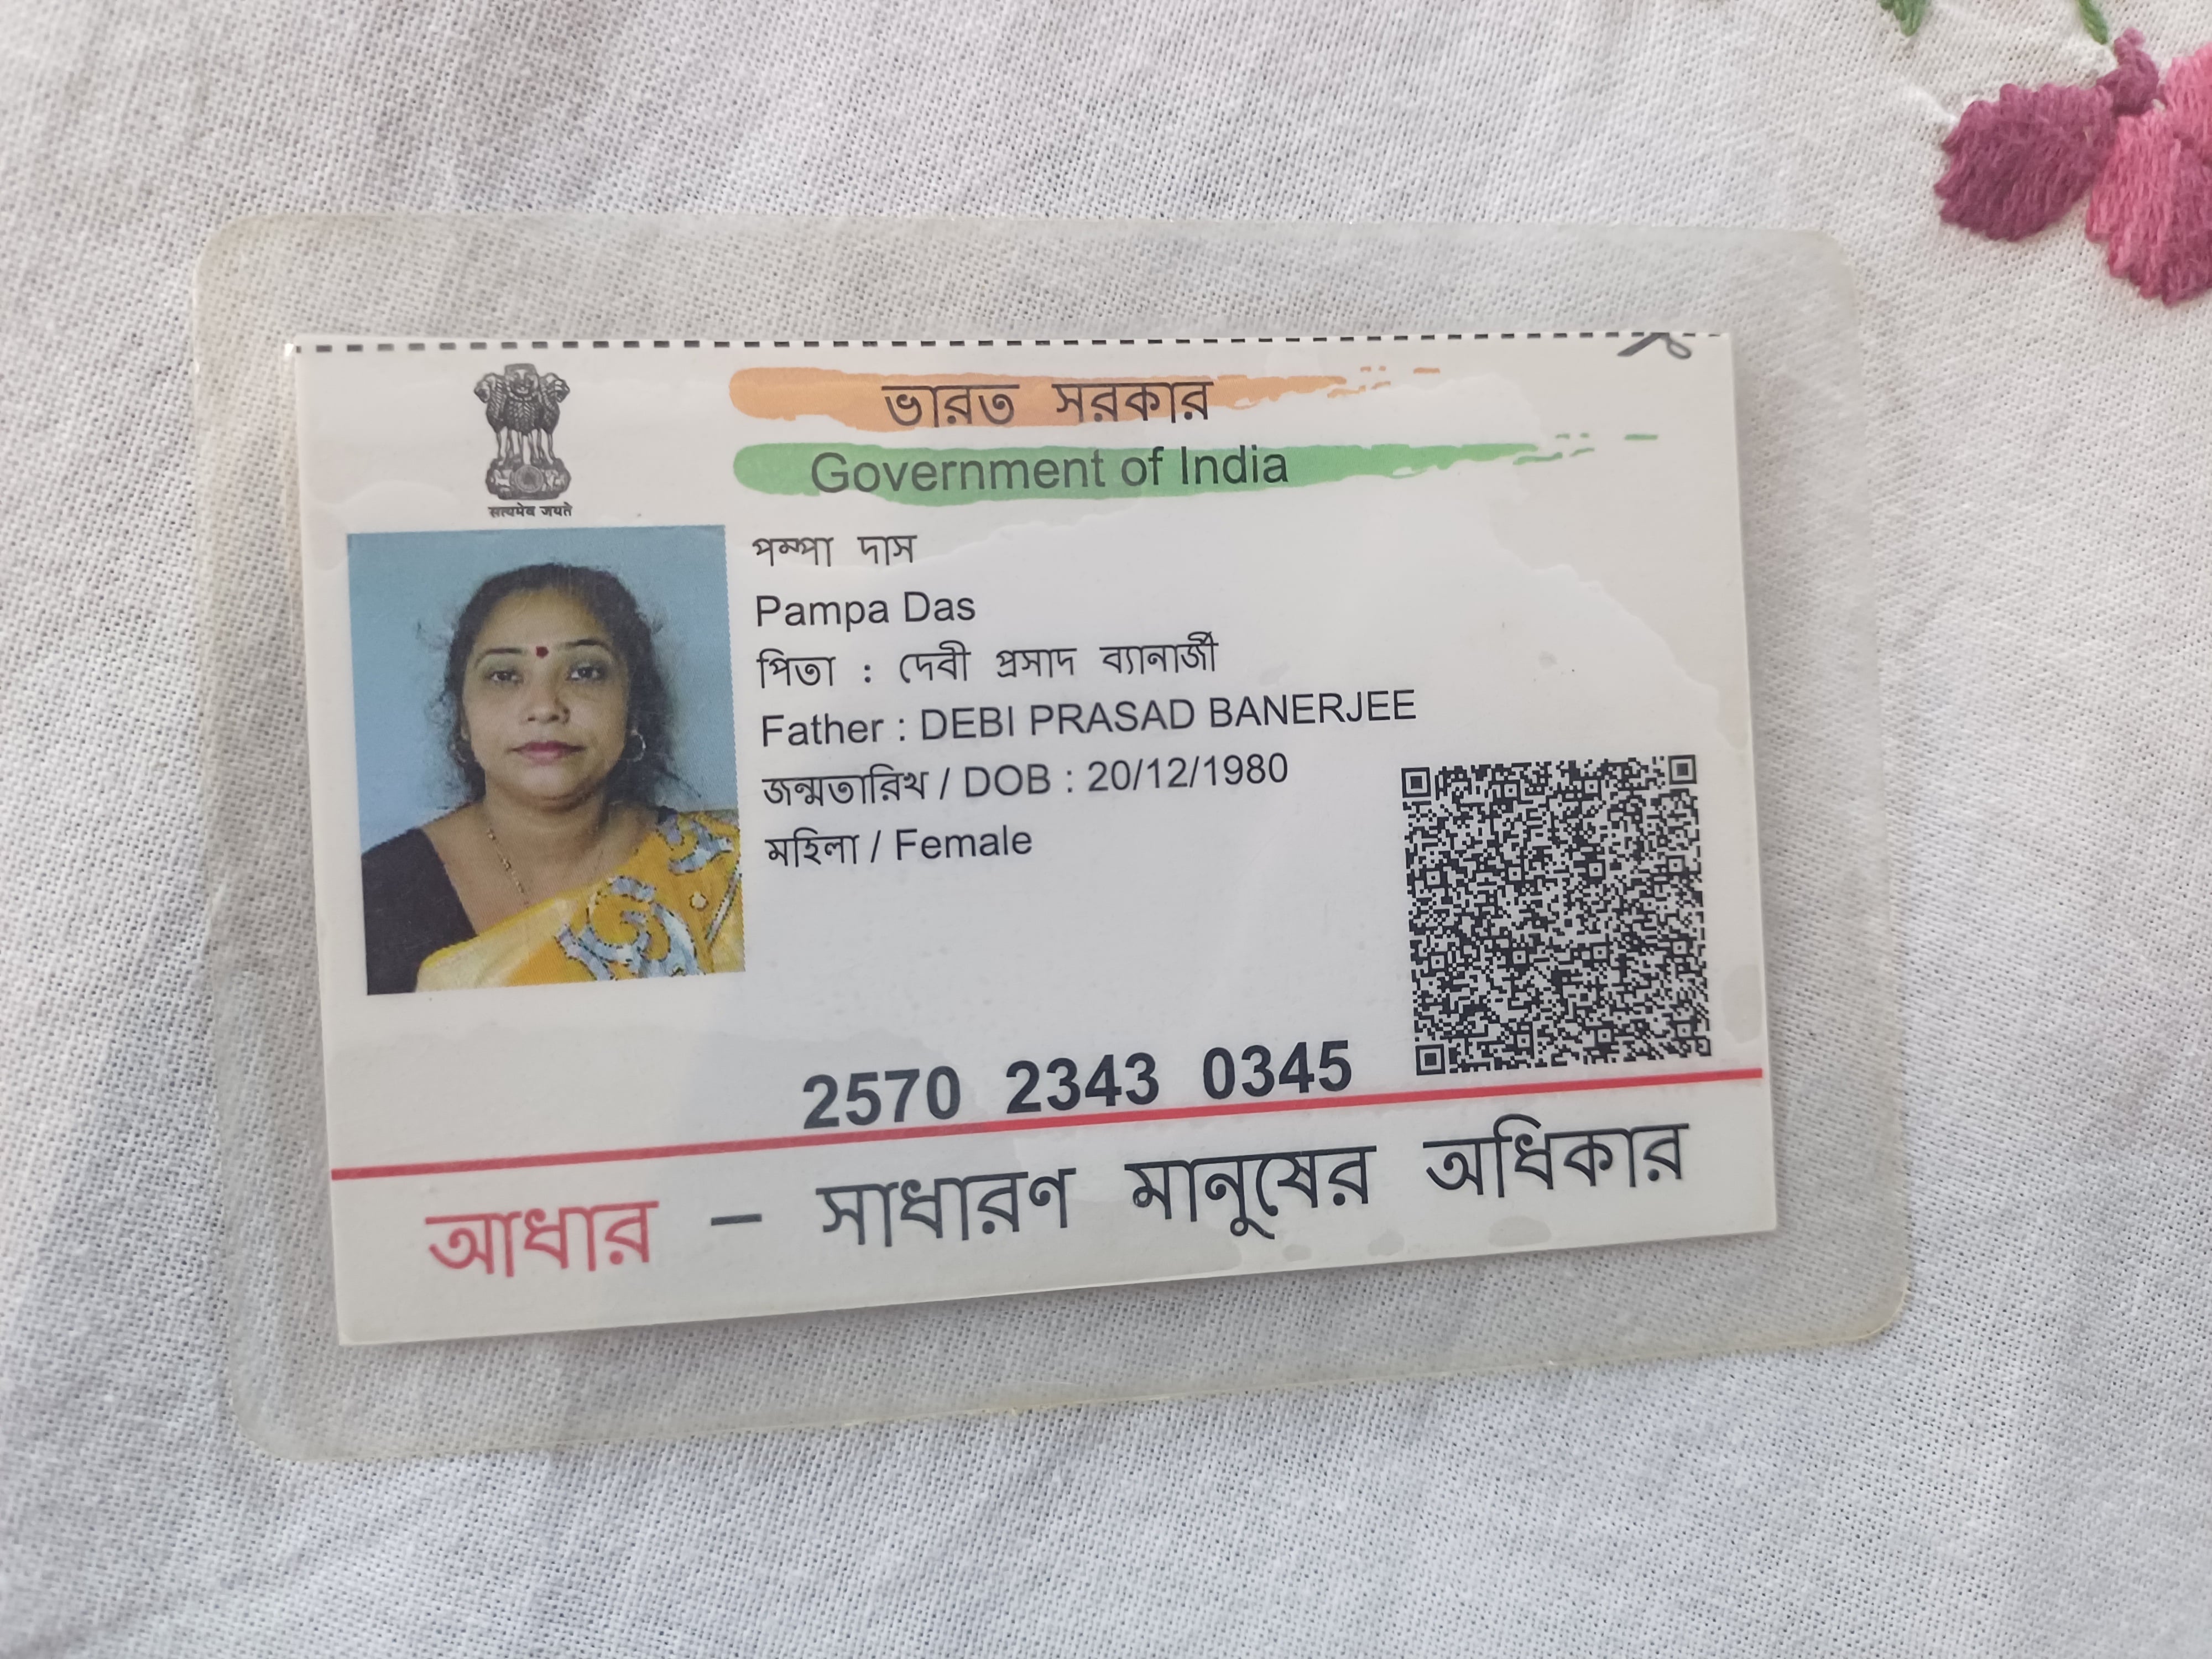 सत्यमेव जयते
ভারত সরকার
Government of India
পম্পা দাস
Pampa Das
পিতা : দেবী প্রসাদ ব্যানার্জী
Father : DEBI PRASAD BANERJEE
জন্মতারিখ / DOB : 20/12/1980
মহিলা / Female
2570 2343 0345
আধার – সাধারণ মানুষের অধিকার